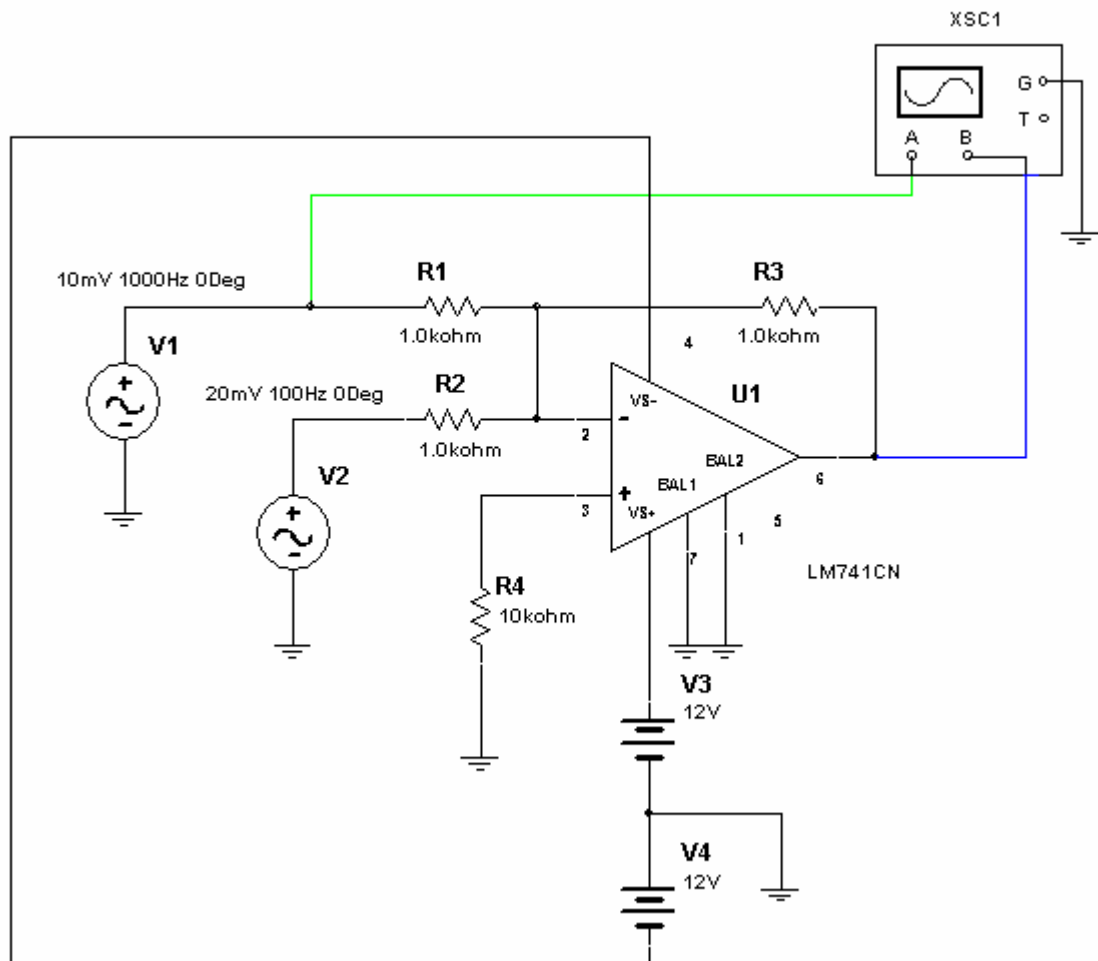 XSC1
G
T
A B
10mV 1000Hz 0Deg
R1
1.0kohm
R3
1.0kohm
V1
20mV 100Hz 0Deg
R2
1.0kohm
V2
4
U1
VS-
2
BAL2
BAL1
6
3
VS+
5
1
7
LM741CN
R4
10kohm
V3
12V
V4
12V